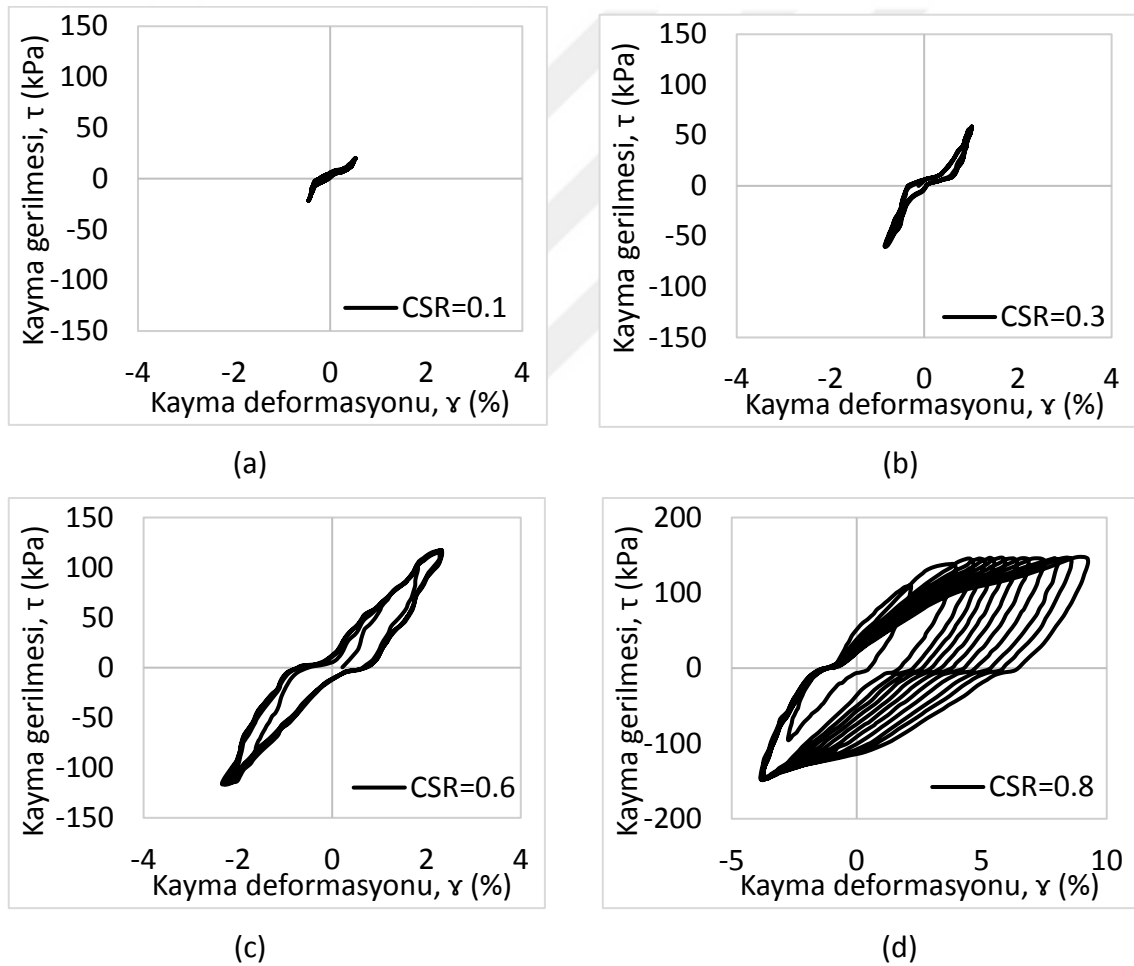 Kayma gerilmesi, τ (kPa)
150
100
50
0
-50
-100
-150
CSR=0.1
-4 -2 0 2 4
Kayma deformasyonu, ɤ (%)
(a)
Kayma gerilmesi, τ (kPa)
150
100
50
0
-50
-100
-150
CSR=0.3
-4 -2 0 2 4
Kayma deformasyonu, ɤ (%)
(b)
Kayma gerilmesi, τ (kPa)
150
100
50
0
-50
-100
-150
CSR=0.6
-4 -2 0 2 4
Kayma deformasyonu, ɤ (%)
(c)
Kayma gerilmesi, τ (kPa)
200
100
0
-100
-200
CSR=0.8
-5 0 5 10
Kayma deformasyonu, ɤ (%)
(d)